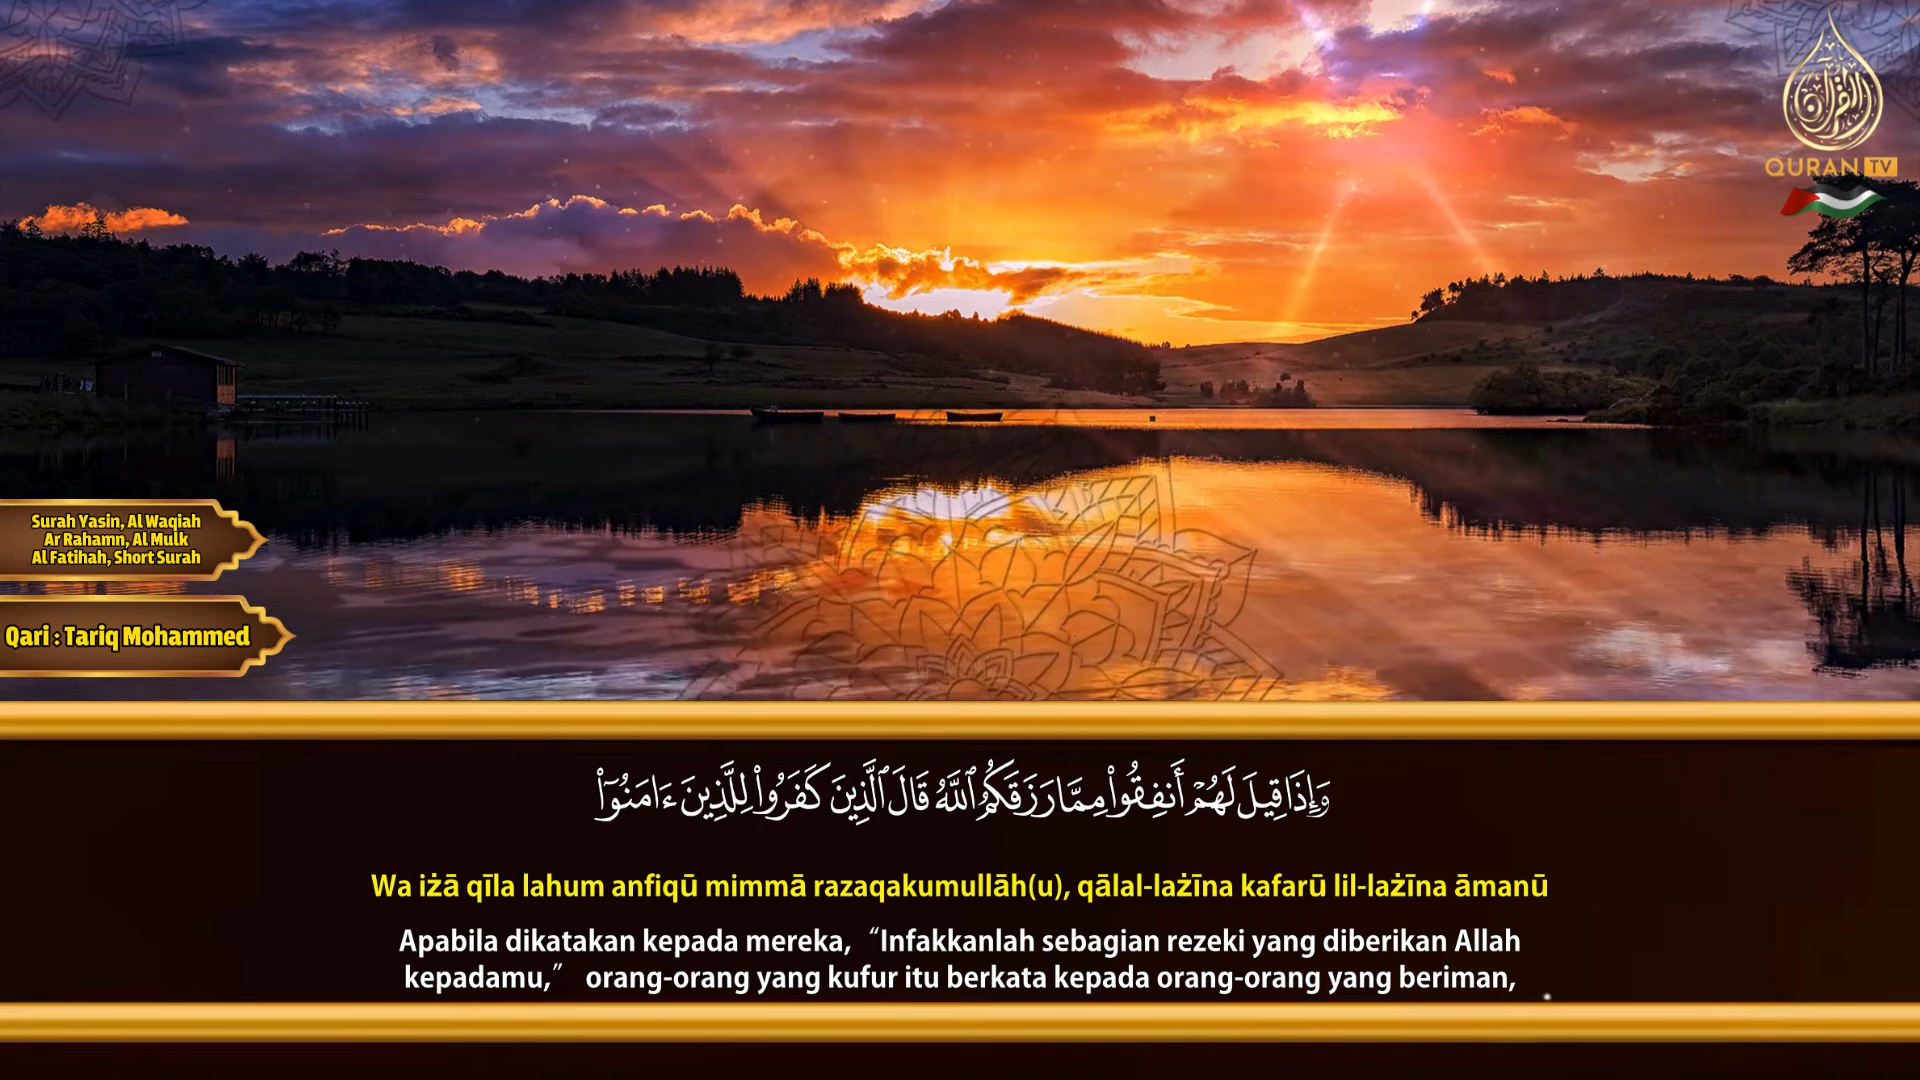 القرآن
QURAN TV
Surah Yasin, Al Waqiah
Ar Rahamn, Al Mulk
Al Fatihah, Short Surah
Qari : Tariq Mohammed
وَإِذَا قِيلَ لَهُمْ أَنفِقُوا۟ مِمَّا رَزَقَكُمُ ٱللَّهُ قَالَ ٱلَّذِينَ كَفَرُوا۟ لِلَّذِينَ ءَامَنُوٓا۟
Wa iżā qīla lahum anfiqū mimmā razaqakumullāh(u), qālal-lażīna kafarū lil-lażīna āmanū
Apabila dikatakan kepada mereka, “Infakkanlah sebagian rezeki yang diberikan Allah
kepadamu,” orang-orang yang kufur itu berkata kepada orang-orang yang beriman,